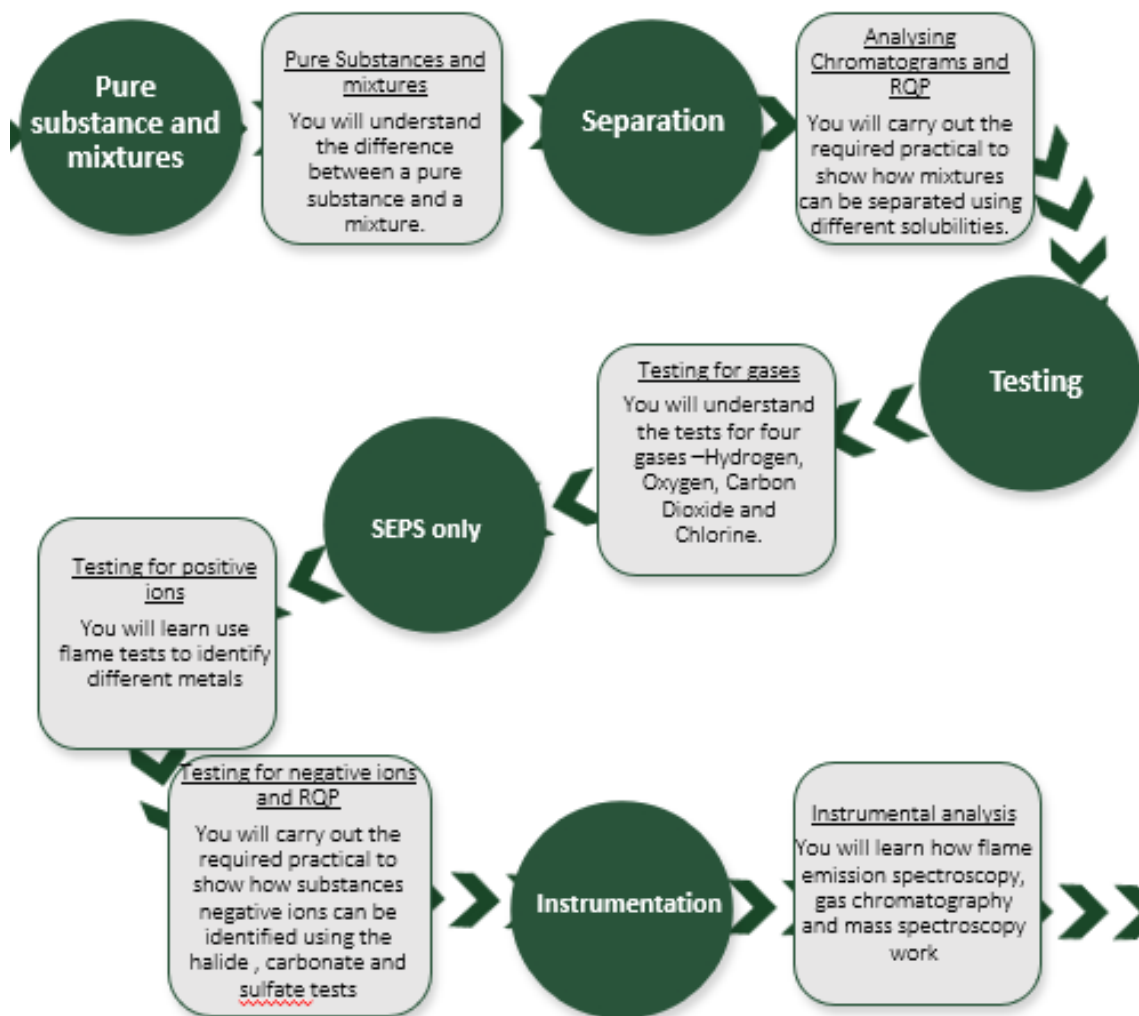 Pure
substance and
mixtures
Pure Substances and
mixtures
You will understand
the difference
between a pure
substance and a
mixture.
Separation
Analysing
Chromatograms and
RQP
You will carry out the
required practical to
show how mixtures
can be separated using
different solubilities.
Testing
Testing for gases
You will understand
the tests for four
gases –Hydrogen,
Oxygen, Carbon
Dioxide and
Chlorine.
SEPS only
Testing for positive
ions
You will learn use
flame tests to identify
different metals
Testing for negative ions
and RQP
You will carry out the
required practical to
show how substances
negative ions can be
identified using the
halide , carbonate and
sulfate tests
Instrumentation
Instrumental analysis
You will learn how flame
emission spectroscopy,
gas chromatography
and mass spectroscopy
work